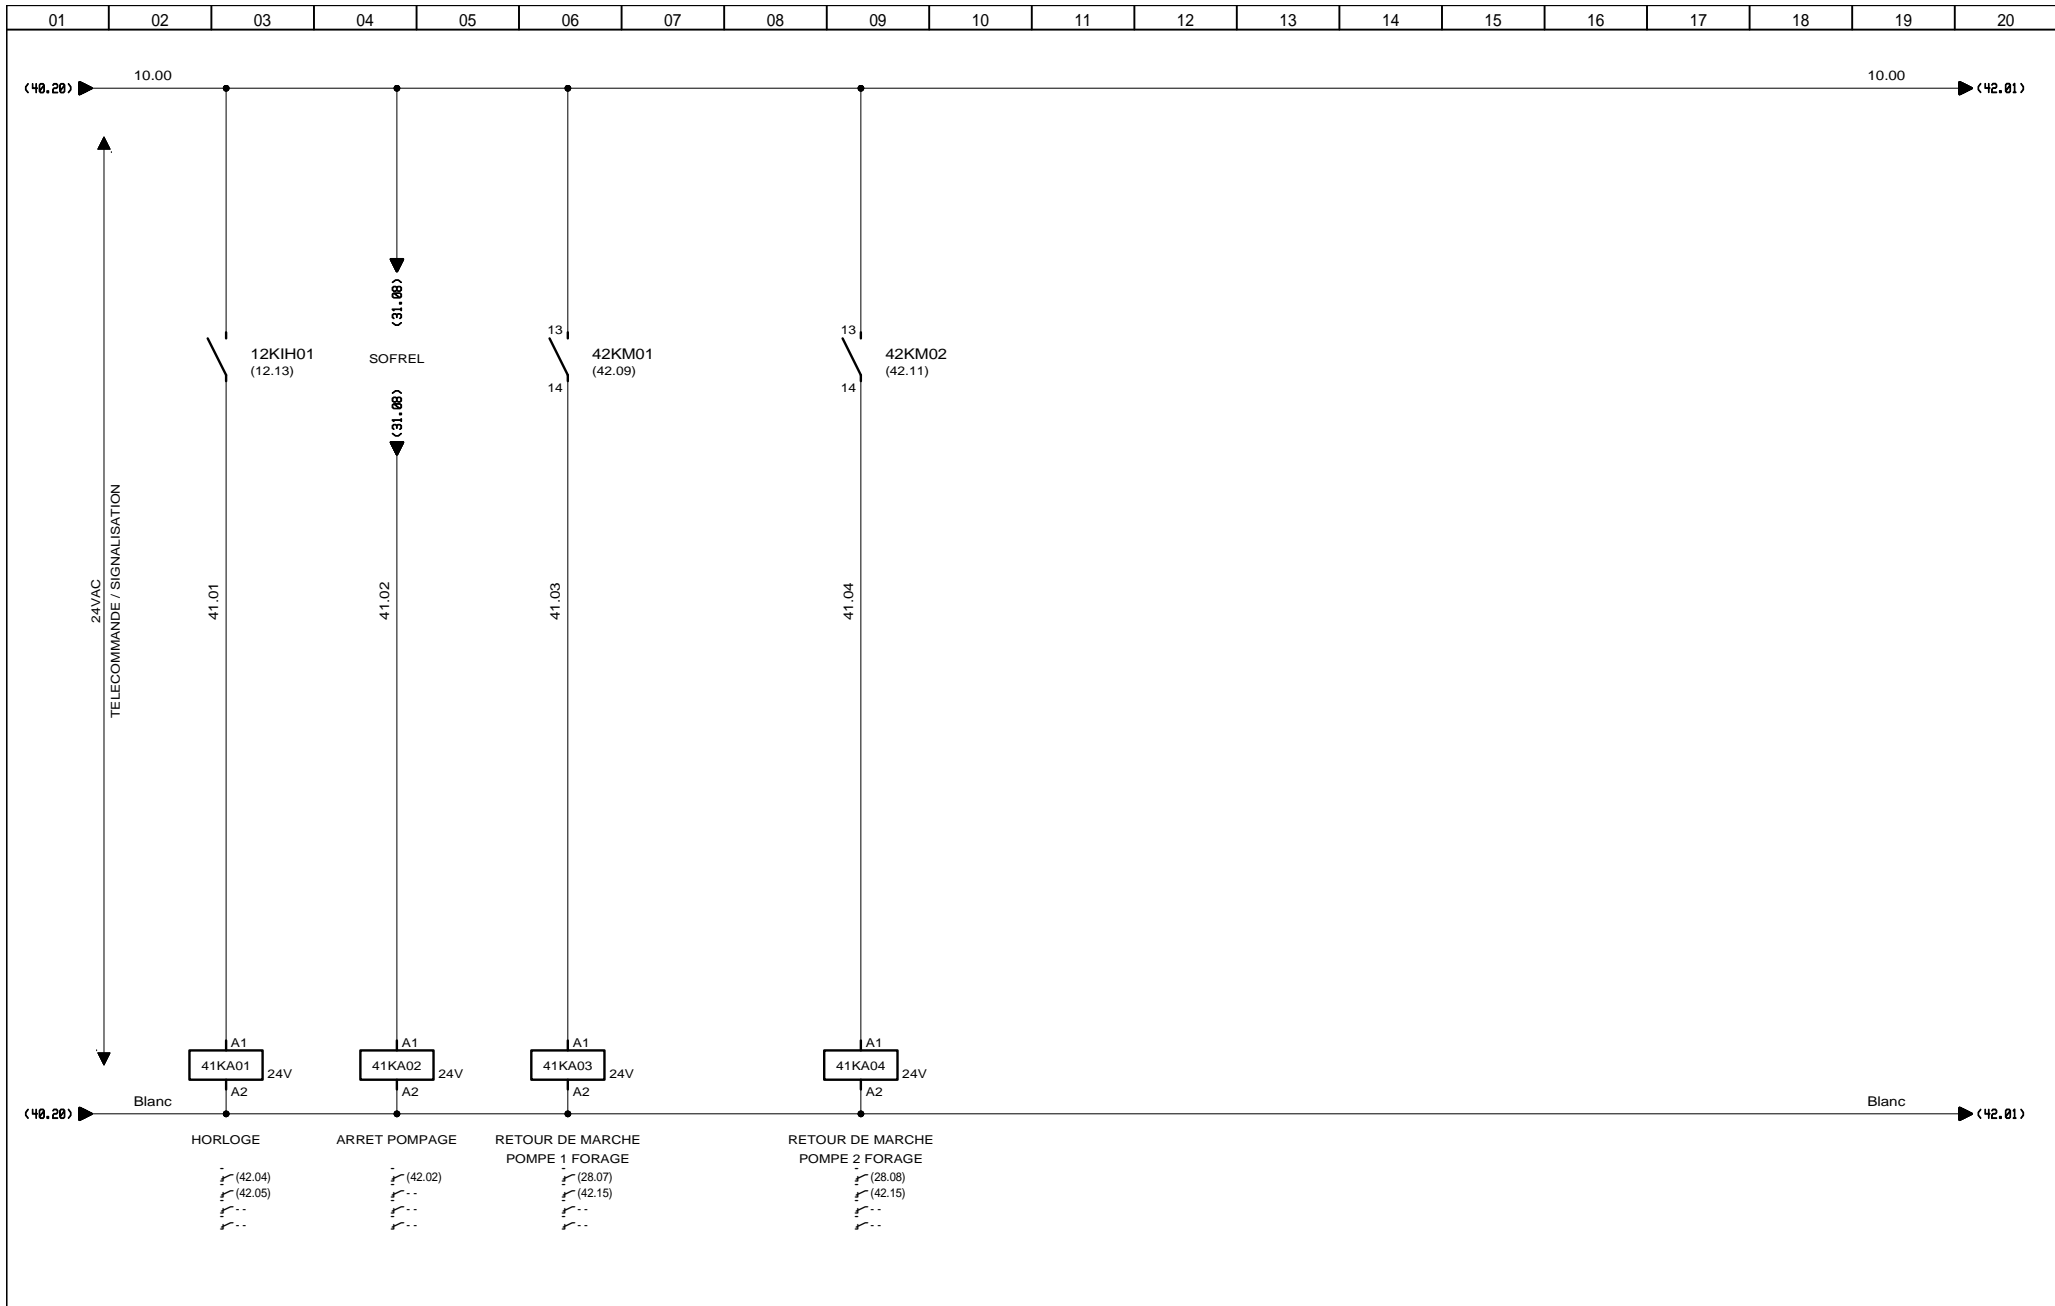 01 02 03 04 05 06 07 08 09 10 11 12 13 14 15 16 17 18 19 20
10.00 10.00
(40.20) (42.01)
(31.08)
13 13
12KIH01 SOFREL 42KM01 42KM02
(12.13) (42.09) (42.11)
14 14
(31.08)
24VAC
TELECOMMANDE / SIGNALISATION
41.01 41.02 41.03 41.04
A1 A1 A1 A1
41KA01 24V 41KA02 24V 41KA03 24V 41KA04 24V
A2 A2 A2 A2
Blanc Blanc
(40.20) (42.01)
HORLOGE ARRET POMPAGE RETOUR DE MARCHE RETOUR DE MARCHE
POMPE 1 FORAGE POMPE 2 FORAGE
(42.04) (42.02) (28.07) (28.08)
(42.05) -- (42.15) (42.15)
-- -- -- --
-- -- -- --